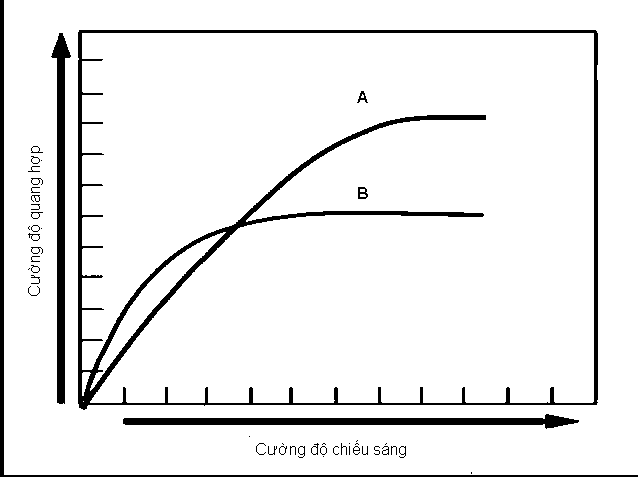 A
B
Cường độ quang hợp
Cường độ chiếu sáng